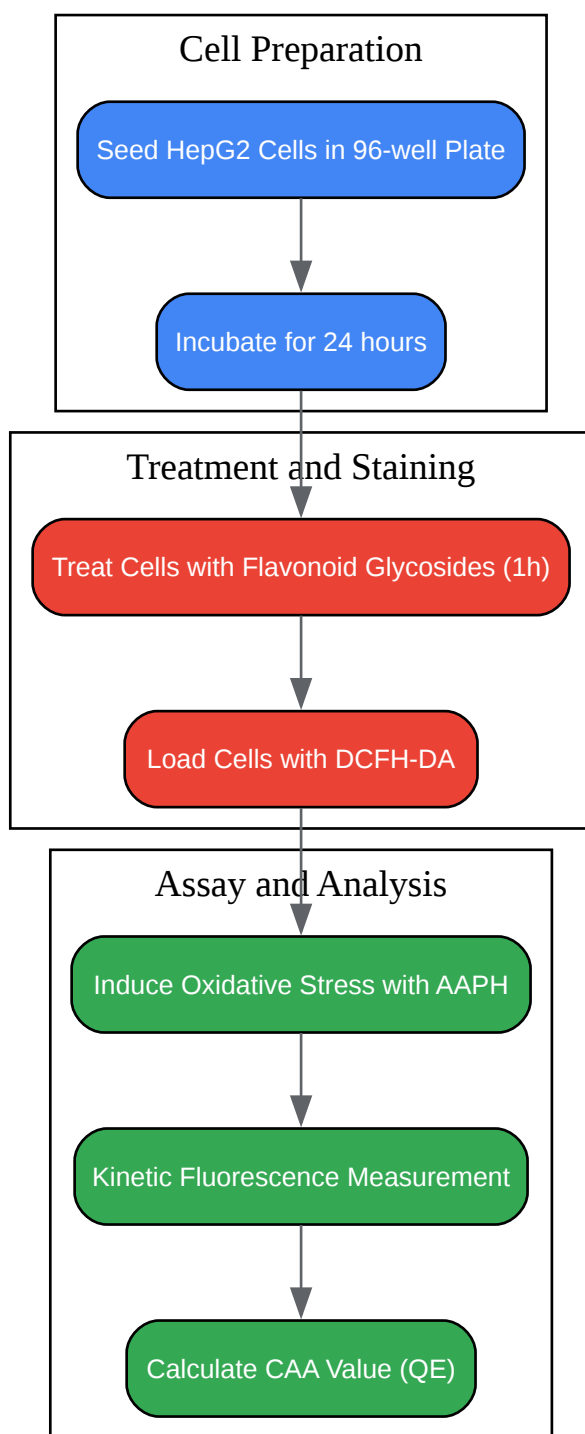 Cell Preparation
Seed HepG2 Cells in 96-well Plate
Incubate for 24 hours
Treatment and Staining
Treat Cells with Flavonoid Glycosides (1h)
Load Cells with DCFH-DA
Assay and Analysis
Induce Oxidative Stress with AAPH
Kinetic Fluorescence Measurement
Calculate CAA Value (QE)